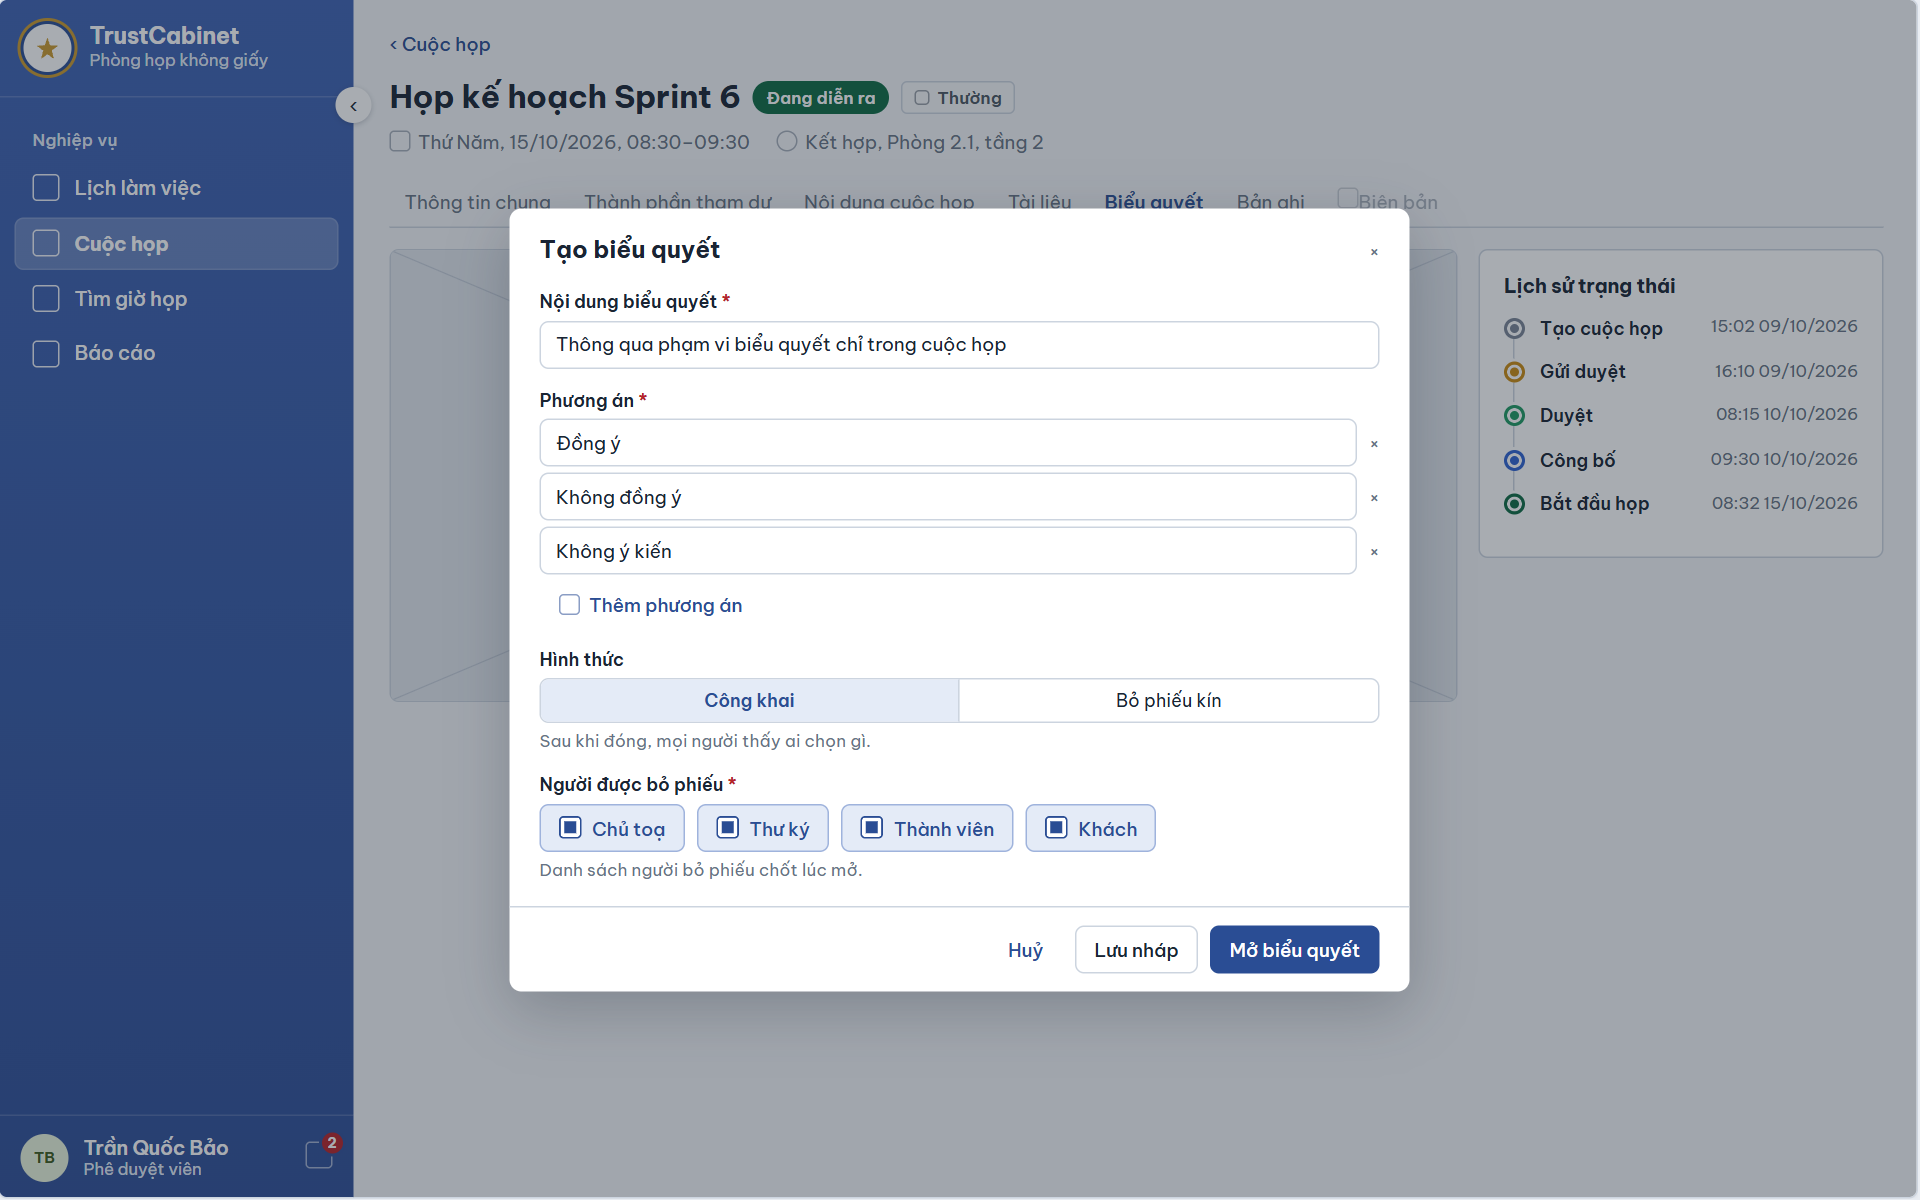 TrustCabinet
Phòng họp không giấy
Nghiệp vụ
Lịch làm việc
Cuộc họp
Tìm giờ họp
Báo cáo
TB
Trần Quốc Bảo
Phê duyệt viên
2
‹ Cuộc họp
Họp kế hoạch Sprint 6
Đang diễn ra
Thường
Thứ Năm, 15/10/2026, 08:30–09:30
Kết hợp, Phòng 2.1, tầng 2
Thông tin chung
Thành phần tham dự
Nội dung cuộc họp
Tài liệu
Biểu quyết
Bản ghi
Biên bản
Tạo biểu quyết
×
Nội dung biểu quyết *
Thông qua phạm vi biểu quyết chỉ trong cuộc họp
Phương án *
Đồng ý
×
Không đồng ý
×
Không ý kiến
×
Thêm phương án
Hình thức
Công khai
Bỏ phiếu kín
Sau khi đóng, mọi người thấy ai chọn gì.
Người được bỏ phiếu *
Chủ toạ
Thư ký
Thành viên
Khách
Danh sách người bỏ phiếu chốt lúc mở.
Huỷ
Lưu nháp
Mở biểu quyết
Lịch sử trạng thái
Tạo cuộc họp
15:02 09/10/2026
Gửi duyệt
16:10 09/10/2026
Duyệt
08:15 10/10/2026
Công bố
09:30 10/10/2026
Bắt đầu họp
08:32 15/10/2026